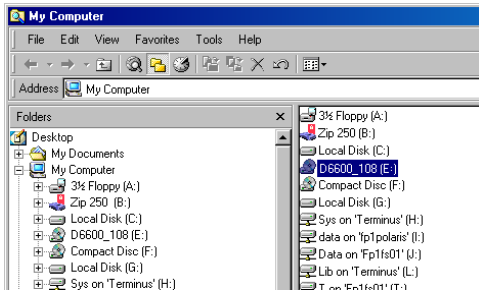 My Computer
File Edit View Favorites Tools Help
Address My Computer
Folders
Desktop
My Documents
My Computer
3½ Floppy (A:)
Zip 250 (B:)
Local Disk (C:)
D6600_108 (E:)
Compact Disc (F:)
Local Disk (G:)
Sys on 'Terminus' (H:)
3½ Floppy (A:)
Zip 250 (B:)
Local Disk (C:)
D6600_108 (E:)
Compact Disc (F:)
Local Disk (G:)
Sys on 'Terminus' (H:)
data on 'fp1polaris' (I:)
Data on 'Fp1fs01' (J:)
Lib on 'Terminus' (L:)
T on 'Fp1fs01' (T:)